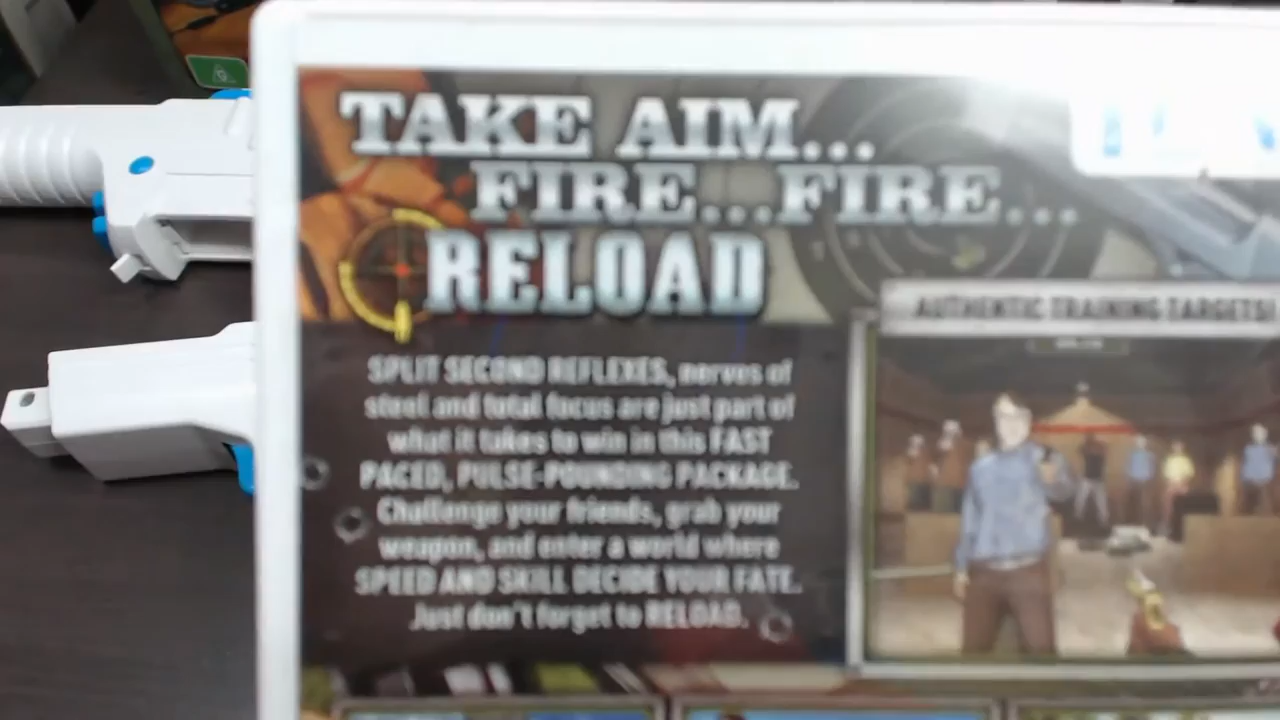 TAKE AIM...
FIRE...FIRE...
RELOAD
AUTHENTIC TRAINING TARGETS!
SPLIT SECOND REFLEXES, nerves of
steel and total focus are just part of
what it takes to win in this FAST
PACED, PULSE-POUNDING PACKAGE.
Challenge your friends, grab your
weapon, and enter a world where
SPEED AND SKILL DECIDE YOUR FATE.
Just don't forget to RELOAD.